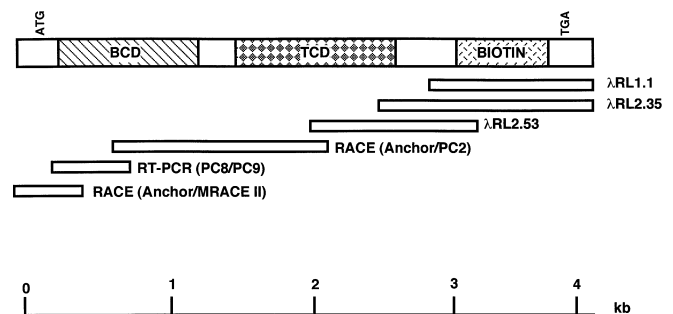 ATG
TGA
BCD
TCD
BIOTIN
λRL1.1
λRL2.35
λRL2.53
RACE (Anchor/PC2)
RT-PCR (PC8/PC9)
RACE (Anchor/MRACE II)
0 1 2 3 4
kb